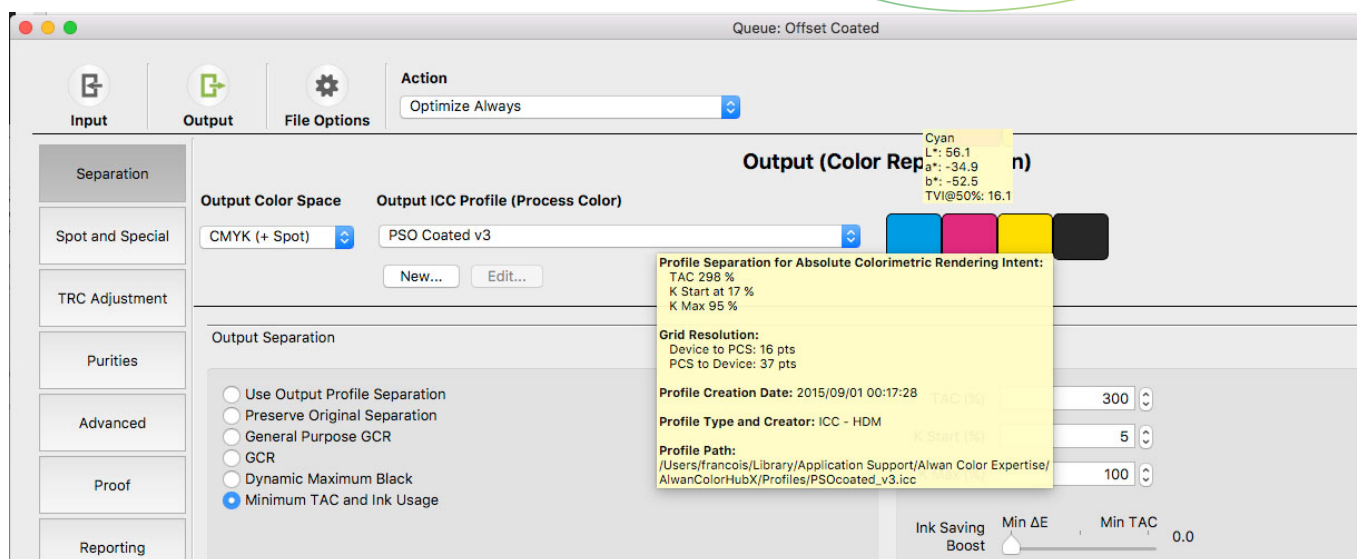 Queue: Offset Coated
Action
Optimize Always
Input
Output
File Options
Separation
Spot and Special
TRC Adjustment
Purities
Advanced
Proof
Reporting
Output (Color Rep n)
Cyan
L*: 56.1
a*: -34.9
b*: -52.5
TVI@50%: 16.1
Output Color Space
Output ICC Profile (Process Color)
CMYK (+ Spot)
PSO Coated v3
New...
Edit...
Profile Separation for Absolute Colorimetric Rendering Intent:
TAC 298 %
K Start at 17 %
K Max 95 %
Grid Resolution:
Device to PCS: 16 pts
PCS to Device: 37 pts
Profile Creation Date: 2015/09/01 00:17:28
Profile Type and Creator: ICC - HDM
Profile Path:
/Users/francois/Library/Application Support/Alwan Color Expertise/
AlwanColorHubX/Profiles/PSOcoated_v3.icc
Output Separation
Use Output Profile Separation
Preserve Original Separation
General Purpose GCR
GCR
Dynamic Maximum Black
Minimum TAC and Ink Usage
TAC (%)
300
K Start (%)
5
100
Ink Saving
Boost
Min ΔE
Min TAC
0.0